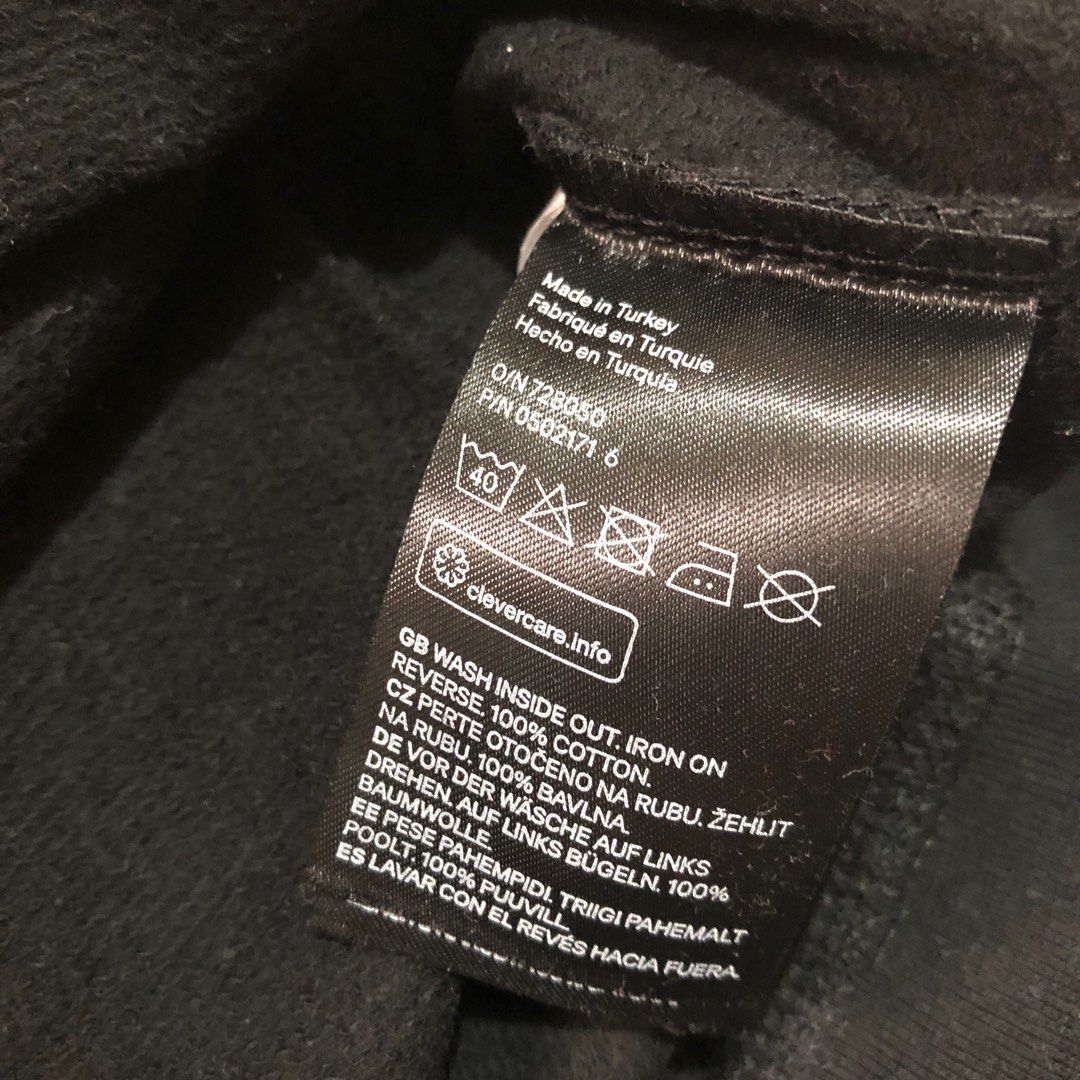 Made in Turkey
Fabriqué en Turquie
Hecho en Turquia
O/N 728050
P/N 0502171 6
40
clevercare.info
GB WASH INSIDE OUT. IRON ON
REVERSE. 100% COTTON.
CZ PERTE OTOČENO NA RUBU. ŽEHLIT
NA RUBU. 100% BAVLNA.
DE VOR DER WÄSCHE AUF LINKS
DREHEN. AUF LINKS BÜGELN. 100%
BAUMWOLLE.
EE PESE PAHEMPIDI. TRIIGI PAHEMALT
POOLT. 100% PUUVILL.
ES LAVAR CON EL REVÉS HACIA FUERA.